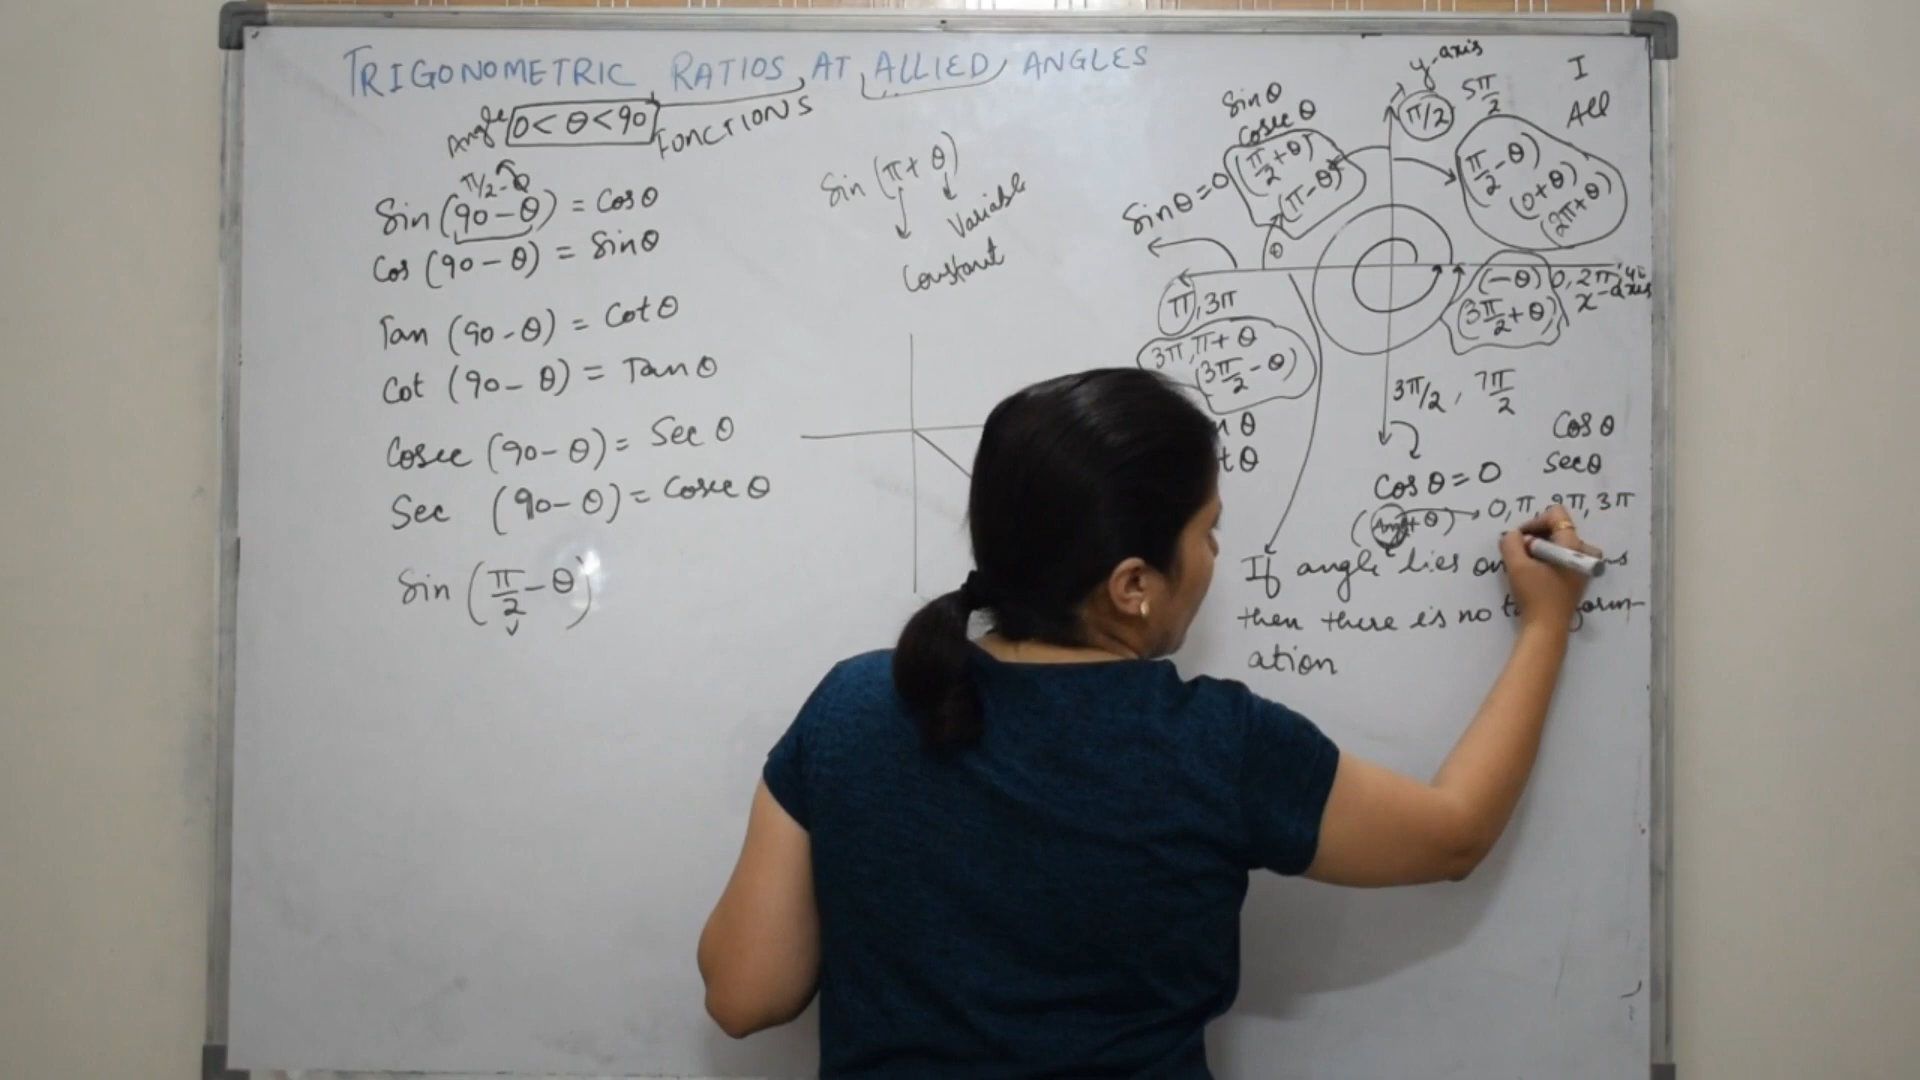 TRIGONOMETRIC RATIOS, AT ALLIED ANGLES
Angle 0 < θ < 90 FUNCTIONS
π/2 - θ
Sin (90 - θ) = Cos θ
Cos (90 - θ) = Sin θ
Tan (90 - θ) = Cot θ
Cot (90 - θ) = Tan θ
Cosec (90 - θ) = Sec θ
Sec (90 - θ) = Cosec θ
Sin (π/2 - θ)
Sin (π + θ)
Variable
Constant
y-axis
π/2 5π/2
I
All
(π/2 - θ)
(0 + θ)
(2π + θ)
Sin θ
Cosec θ
(π/2 + θ)
(π - θ)
Sin θ = 0
θ
π, 3π
3π, π + θ
(3π/2 - θ)
θ
t θ
(-θ) 0, 2π, 4π
x-axis
(3π/2 + θ)
3π/2, 7π/2
Cos θ
Sec θ
Cos θ = 0
(Angle + θ) → 0, π, 2π, 3π
If angle lies on
then there is no
ation